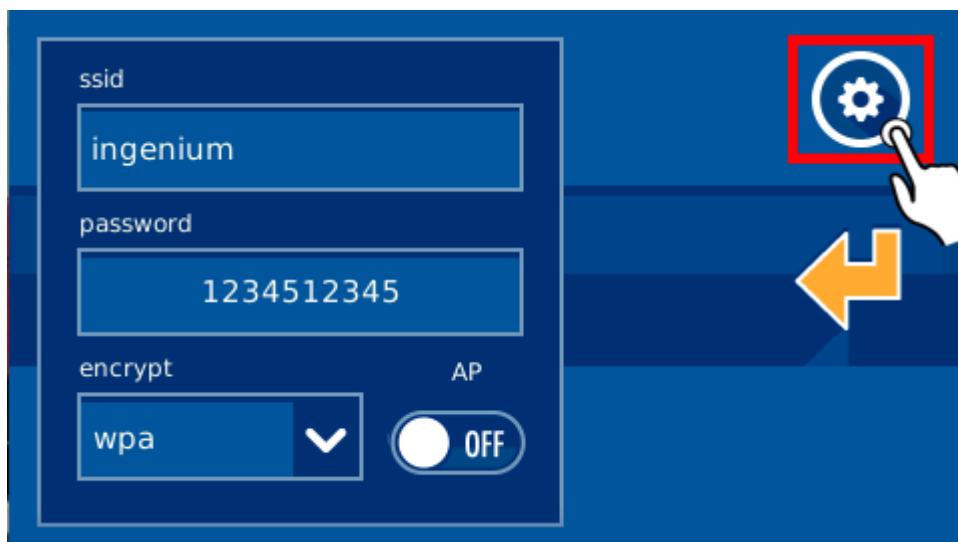 ssid
ingenium
password
1234512345
encrypt
AP
wpa
OFF